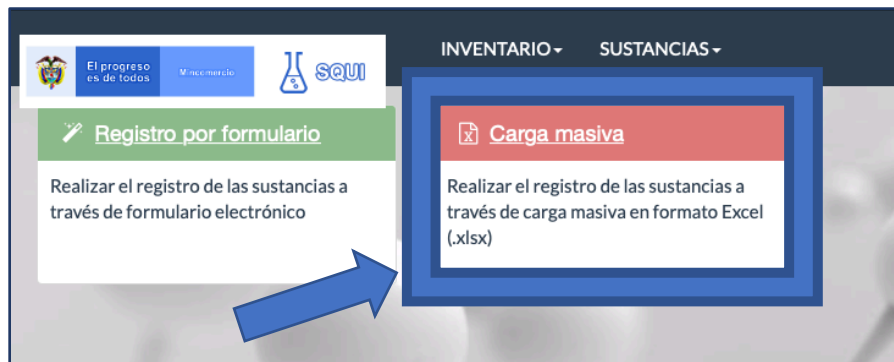 INVENTARIO
SUSTANCIAS
El progreso
es de todos
Mincomercio
SQUI
Registro por formulario
Realizar el registro de las sustancias a
través de formulario electrónico
Carga masiva
Realizar el registro de las sustancias a
través de carga masiva en formato Excel
(.xlsx)